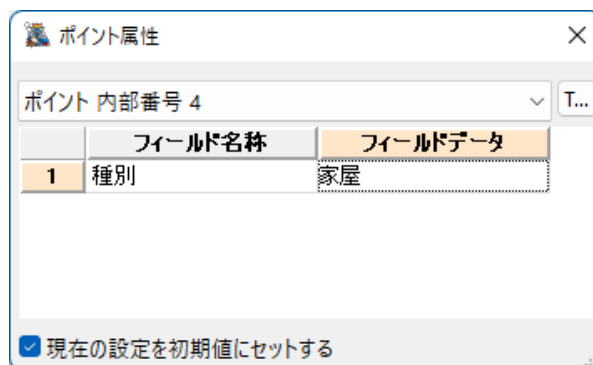 ポイント属性
ポイント 内部番号 4
T...
フィールド名称 フィールドデータ
1 種別 家屋
現在の設定を初期値にセットする